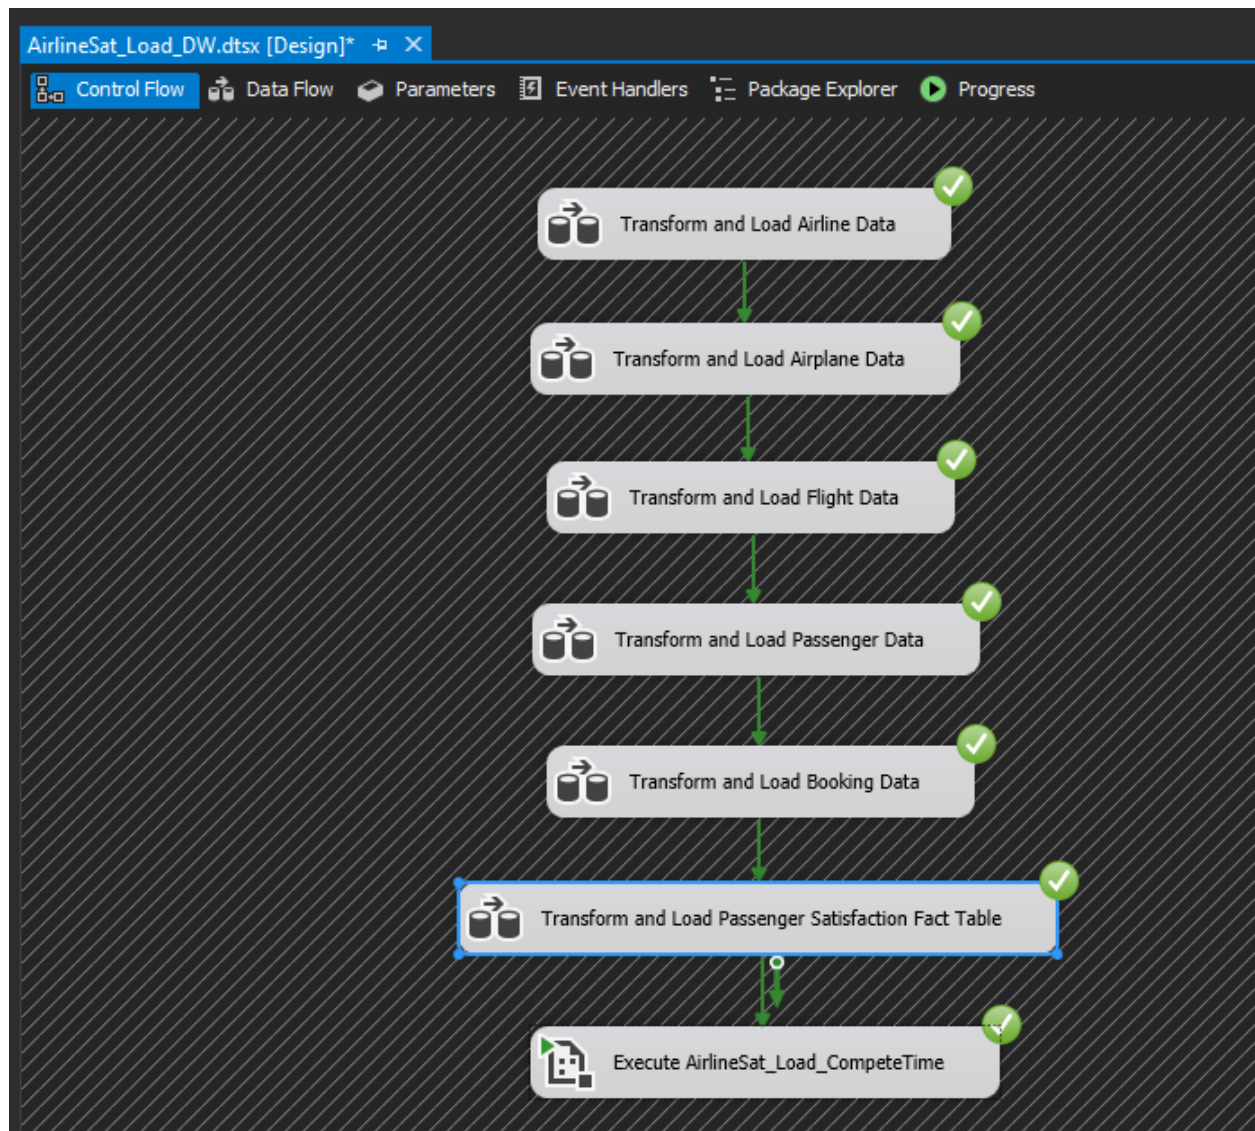 AirlineSat_Load_DW.dtsx [Design]*
Control Flow Data Flow Parameters Event Handlers Package Explorer Progress
Transform and Load Airline Data
Transform and Load Airplane Data
Transform and Load Flight Data
Transform and Load Passenger Data
Transform and Load Booking Data
Transform and Load Passenger Satisfaction Fact Table
Execute AirlineSat_Load_CompeteTime